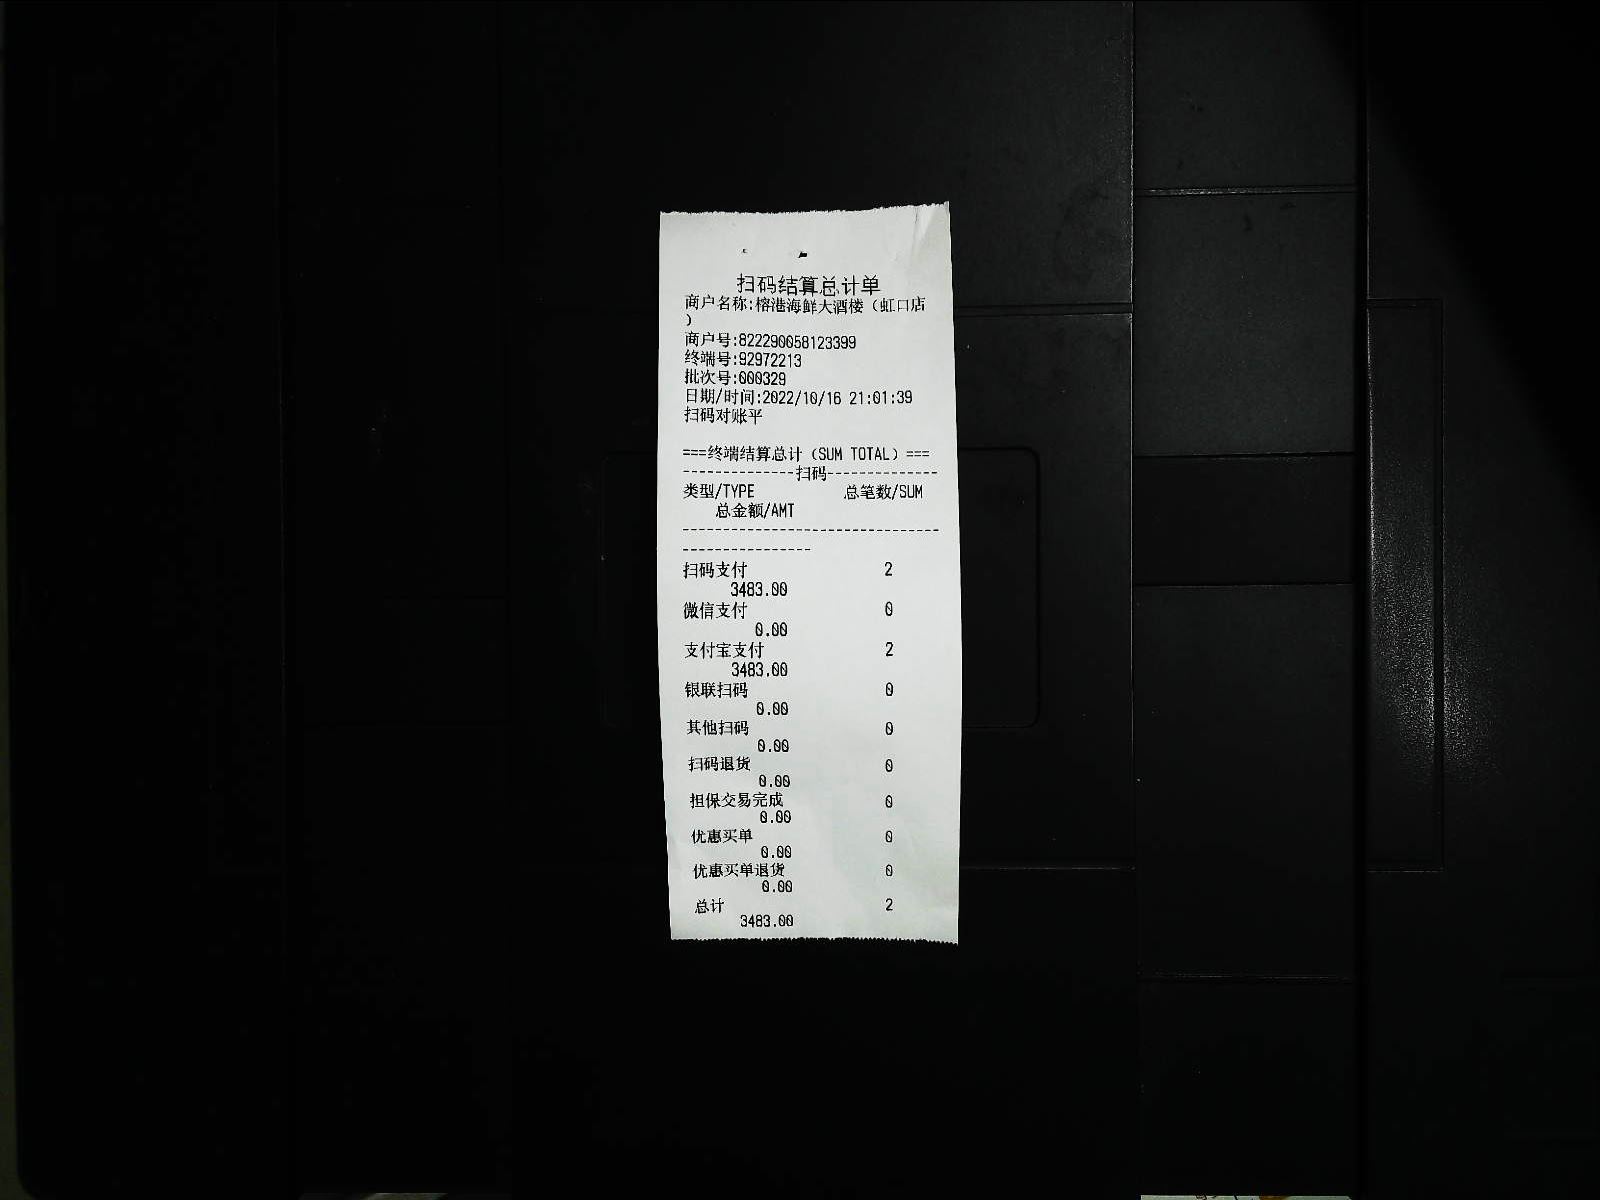 扫码结算总计单
商户名称:榕港海鲜大酒楼（虹口店
）
商户号:822290058123399
终端号:92972213
批次号:000329
日期/时间:2022/10/16 21:01:39
扫码对账平
===终端结算总计（SUM TOTAL）===
--------------扫码--------------
类型/TYPE 总笔数/SUM
总金额/AMT
--------------------------------
----------------
扫码支付 2
3483.00
微信支付 0
0.00
支付宝支付 2
3483.00
银联扫码 0
0.00
其他扫码 0
0.00
扫码退货 0
0.00
担保交易完成 0
0.00
优惠买单 0
0.00
优惠买单退货 0
0.00
总计 2
3483.00